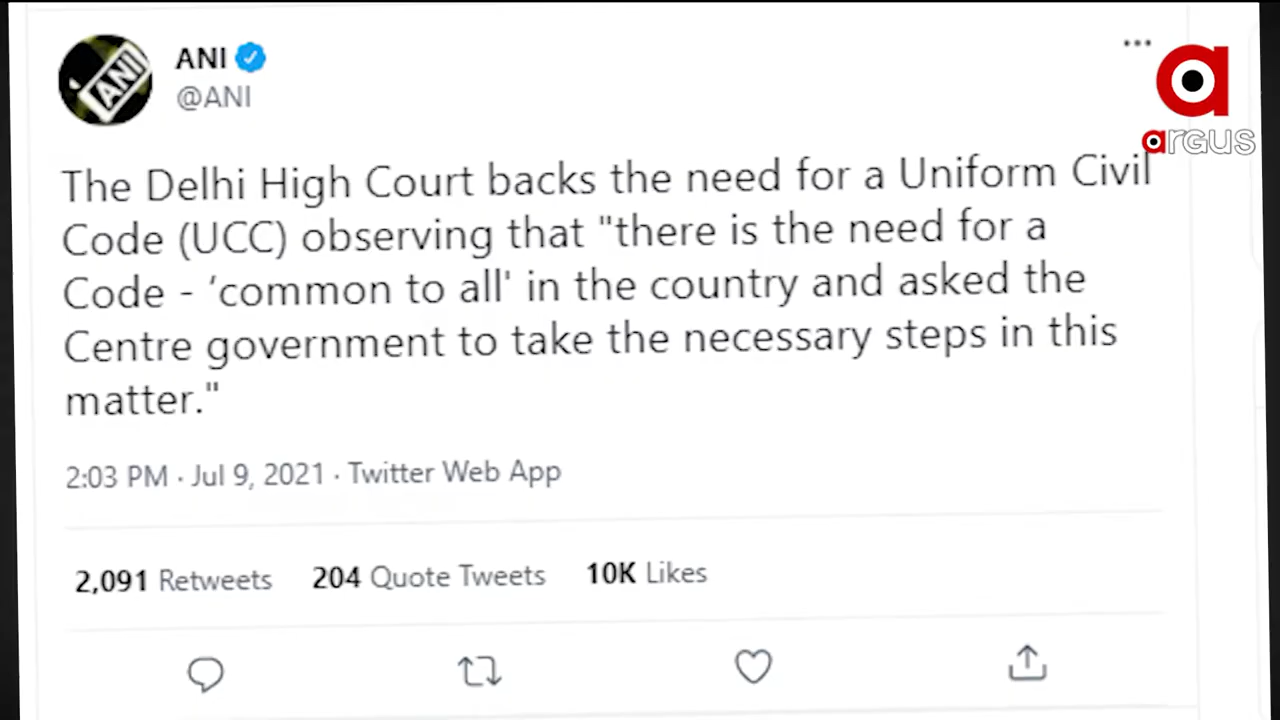 ANI
ANI
@ANI
argus
The Delhi High Court backs the need for a Uniform Civil
Code (UCC) observing that "there is the need for a
Code - ‘common to all' in the country and asked the
Centre government to take the necessary steps in this
matter."
2:03 PM · Jul 9, 2021 · Twitter Web App
2,091 Retweets 204 Quote Tweets 10K Likes